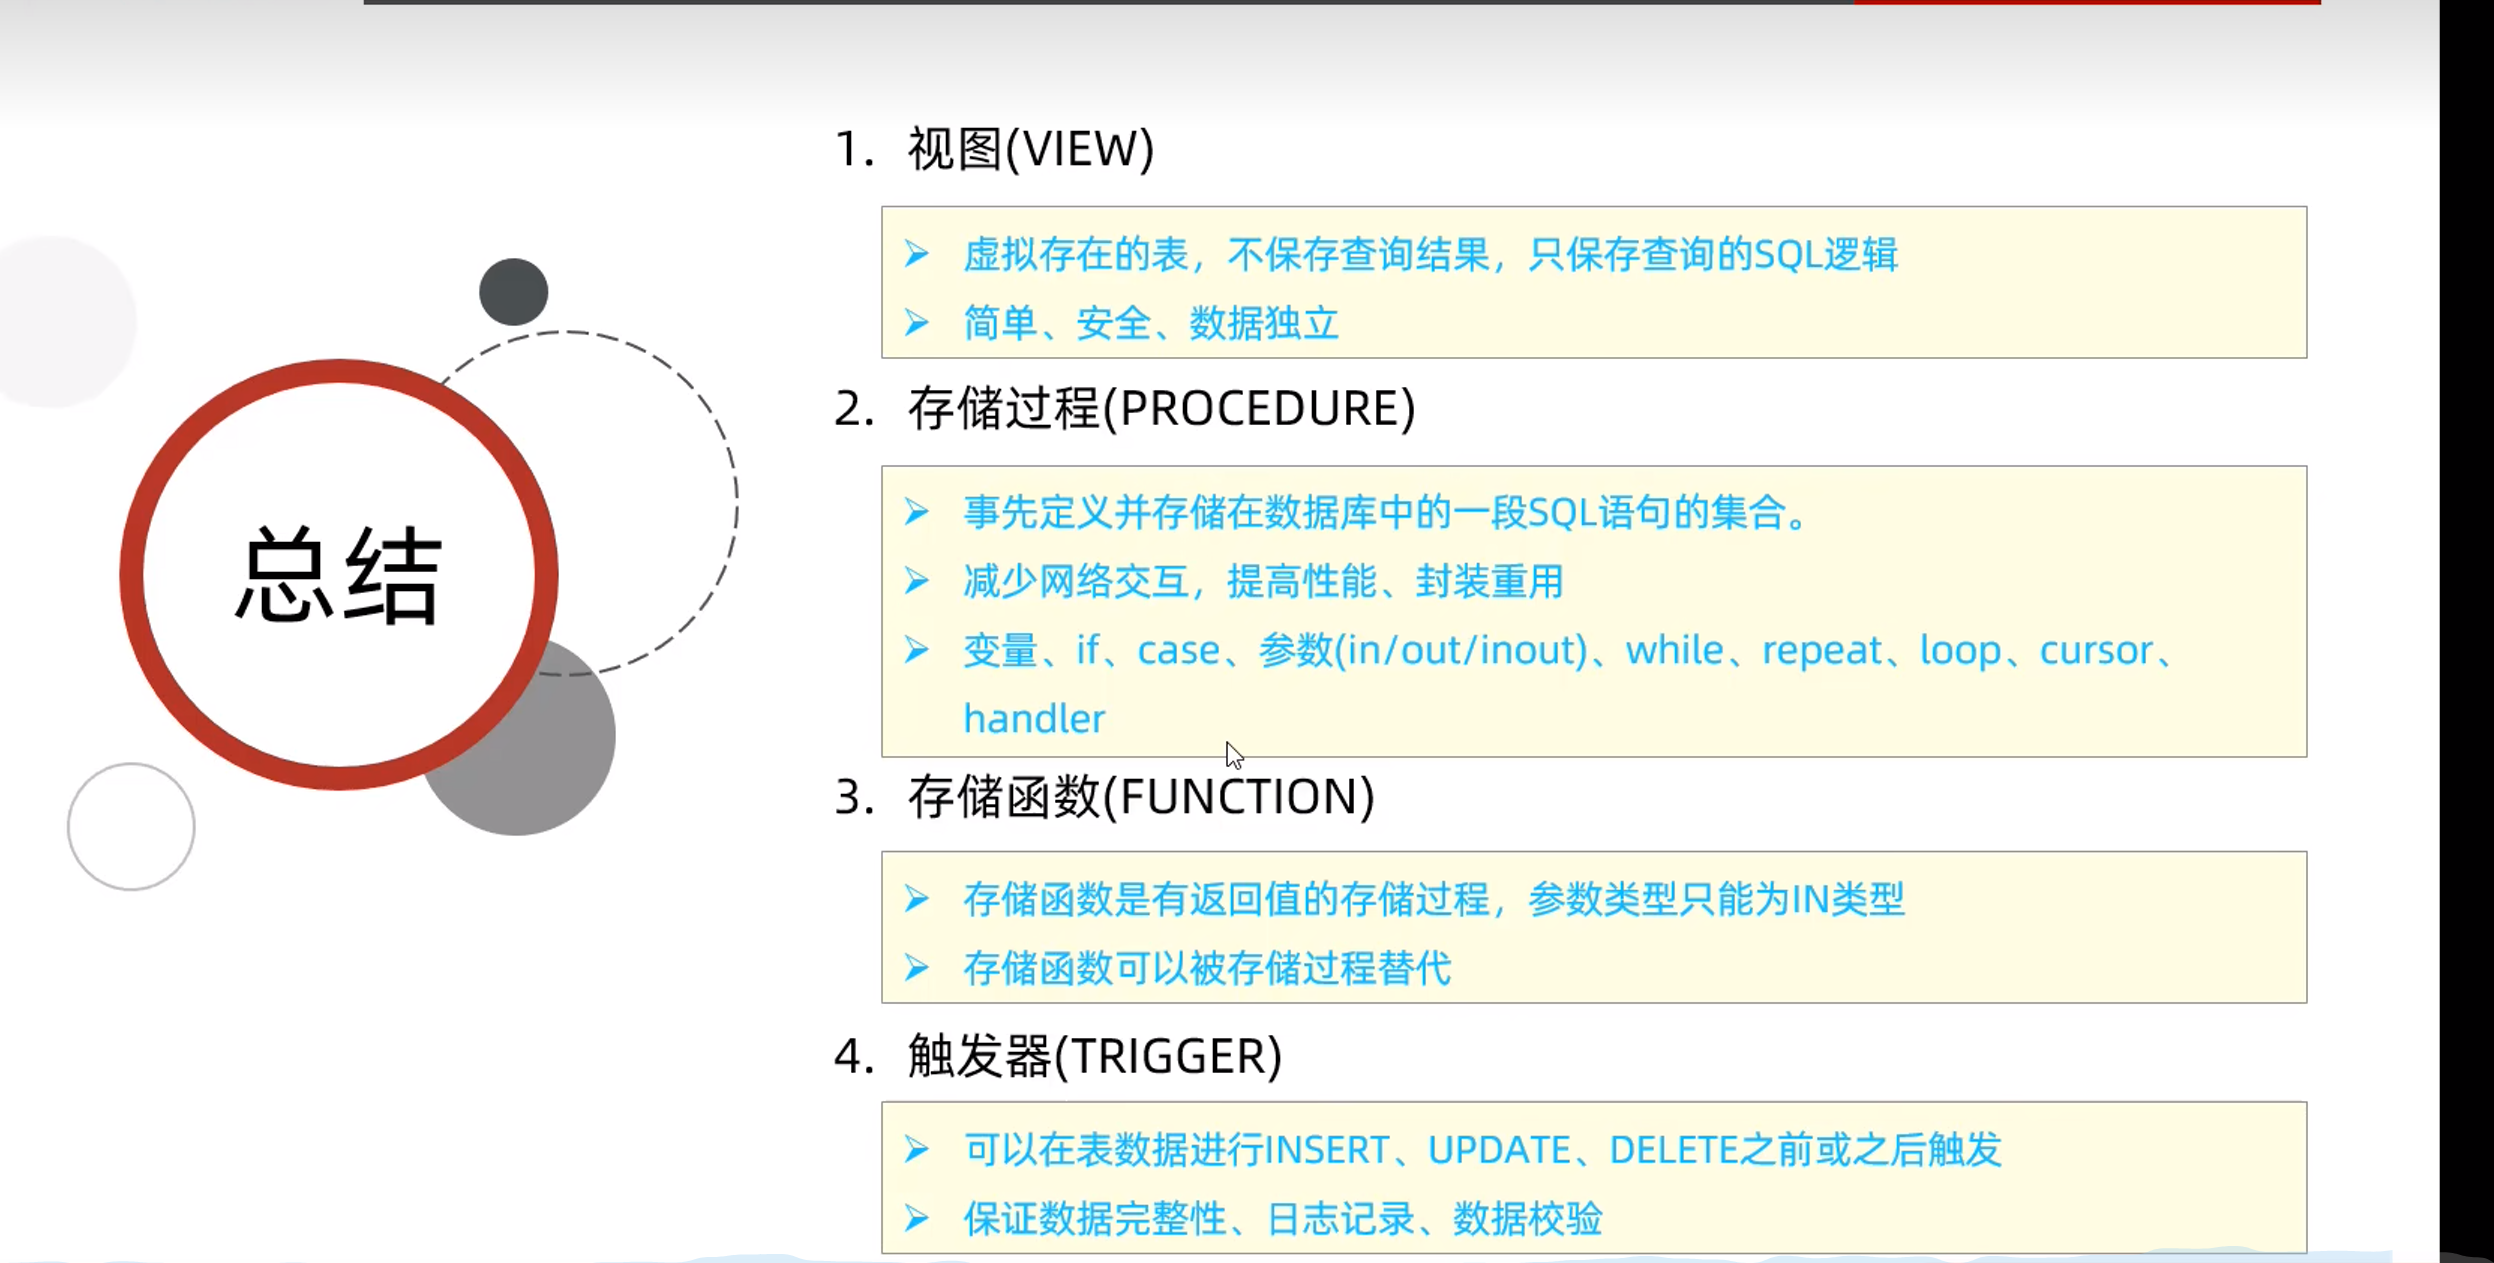 总结
1. 视图(VIEW)
虚拟存在的表，不保存查询结果，只保存查询的SQL逻辑
简单、安全、数据独立
2. 存储过程(PROCEDURE)
事先定义并存储在数据库中的一段SQL语句的集合。
减少网络交互，提高性能、封装重用
变量、if、case、参数(in/out/inout)、while、repeat、loop、cursor、
handler
3. 存储函数(FUNCTION)
存储函数是有返回值的存储过程，参数类型只能为IN类型
存储函数可以被存储过程替代
4. 触发器(TRIGGER)
可以在表数据进行INSERT、UPDATE、DELETE之前或之后触发
保证数据完整性、日志记录、数据校验